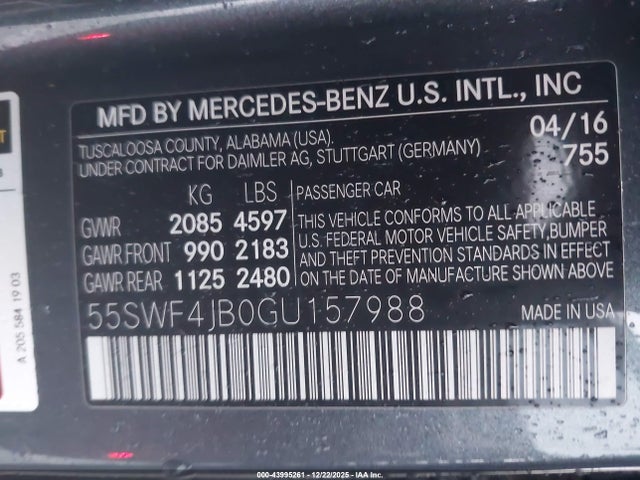 MFD BY MERCEDES-BENZ U.S. INTL., INC
TUSCALOOSA COUNTY, ALABAMA (USA). 04/16
UNDER CONTRACT FOR DAIMLER AG, STUTTGART (GERMANY) 755
KG LBS PASSENGER CAR
GVWR 2085 4597
GAWR FRONT 990 2183
GAWR REAR 1125 2480
THIS VEHICLE CONFORMS TO ALL APPLICABLE
U.S. FEDERAL MOTOR VEHICLE SAFETY,BUMPER
AND THEFT PREVENTION STANDARDS IN EFFECT
ON THE DATE OF MANUFACTURE SHOWN ABOVE
55SWF4JB0GU157988 MADE IN USA
A 205 584 19 03
000-43995261 - 12/22/2025 - IAA Inc.